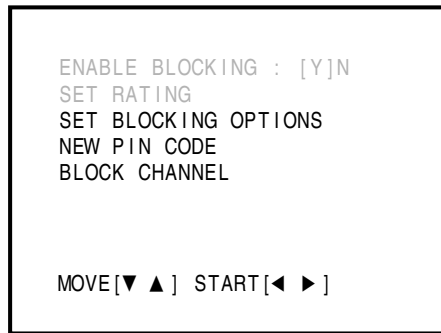 ENABLE BLOCKING : [Y]N
SET RATING
SET BLOCKING OPTIONS
NEW PIN CODE
BLOCK CHANNEL
MOVE[▼ ▲] START[◀ ▶]